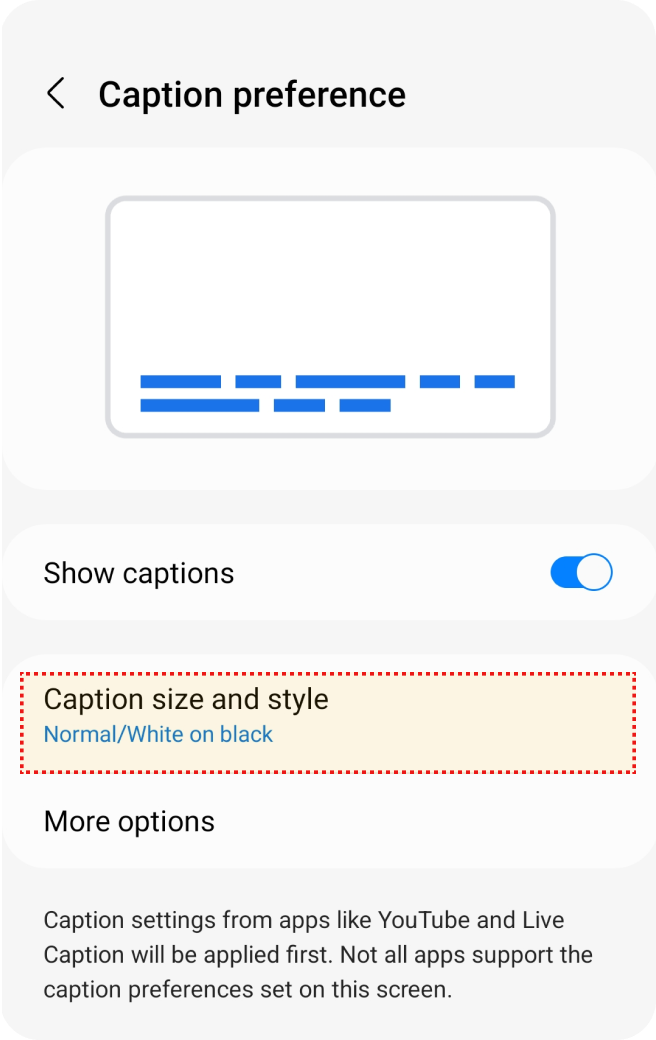 Caption preference
Show captions
Caption size and style
Normal/White on black
More options
Caption settings from apps like YouTube and Live
Caption will be applied first. Not all apps support the
caption preferences set on this screen.